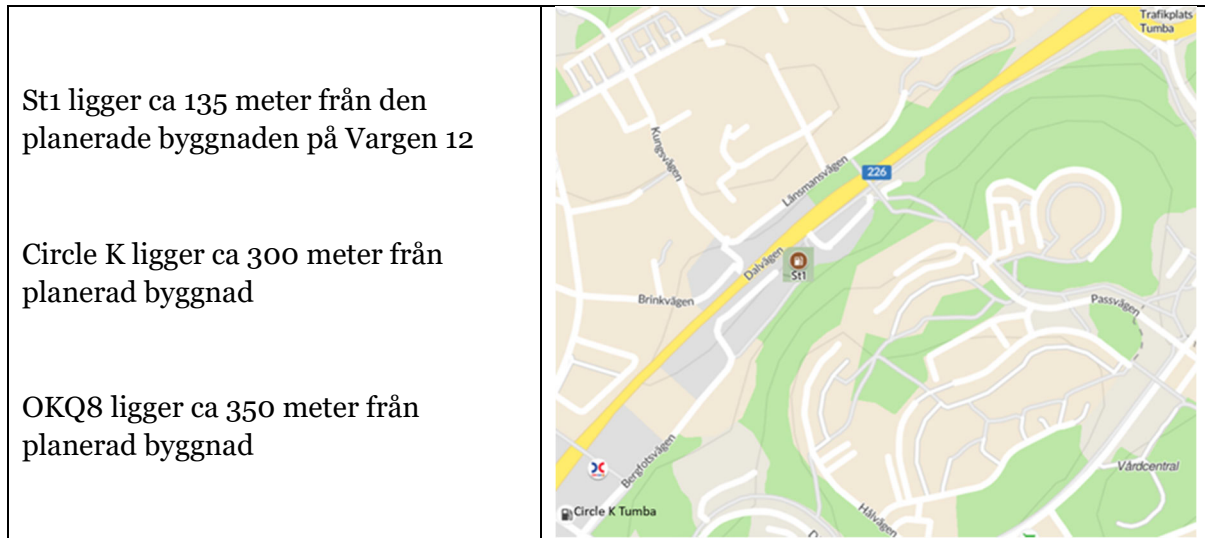 St1 ligger ca 135 meter från den
planerade byggnaden på Vargen 12
Circle K ligger ca 300 meter från
planerad byggnad
OKQ8 ligger ca 350 meter från
planerad byggnad
Trafikplats
Tumba
Kungsvägen
Länsmansvägen
226
Dalvägen
St1
Brinkvägen
Passvägen
Bergfotsvägen
Vårdcentral
Circle K Tumba
Hålvägen